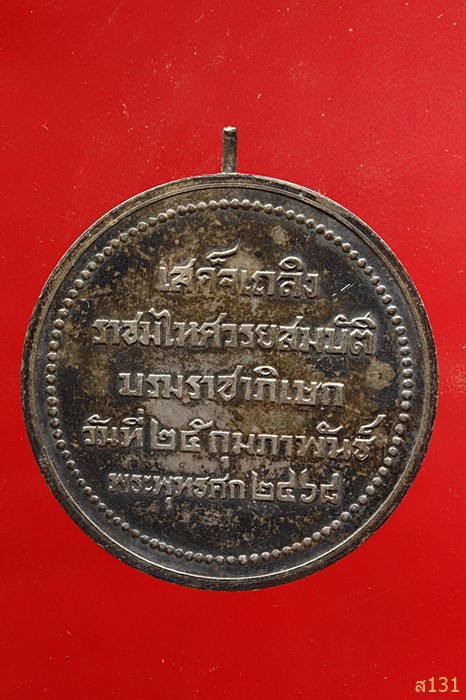 เสด็จเถลิง
ราชมไหศวรยสมบัติ
บรมราชาภิเษก
วันที่ ๒๕ กุมภาพันธ์
พระพุทธศก ๒๔๖๘
ส131